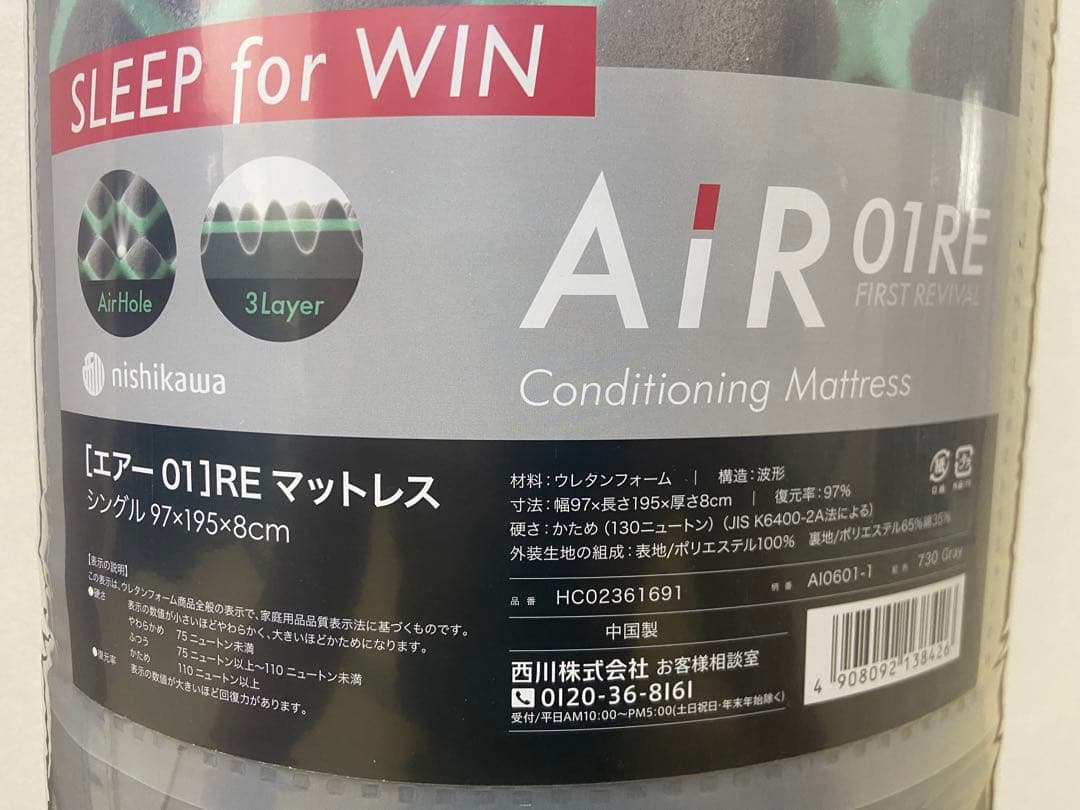 SLEEP for WIN
AiR 01RE
FIRST REVIVAL
AirHole
3Layer
nishikawa
Conditioning Mattress
[エアー 01]RE マットレス
シングル 97×195×8cm
【表示の説明】
この表示は、ウレタンフォーム商品全般の表示で、家庭用品品質表示法に基づくものです。
●硬さ 表示の数値が小さいほどやわらかく、大きいほどかためになります。
やわらかめ 75ニュートン未満
ふつう 75ニュートン以上〜110ニュートン未満
かため 110ニュートン以上
●復元率 表示の数値が大きいほど回復力があります。
材料:ウレタンフォーム | 構造:波形
寸法:幅97×長さ195×厚さ8cm | 復元率:97%
硬さ:かため(130ニュートン)(JIS K6400-2A法による)
外装生地の組成:表地/ポリエステル100% 裏地/ポリエステル65%綿35%
品番 HC02361691 柄番 AI0601-1 配色 730 Gray
中国製
西川株式会社 お客様相談室
0120-36-8161
受付/平日AM10:00〜PM5:00(土日祝日・年末年始除く)
4 908092 138426